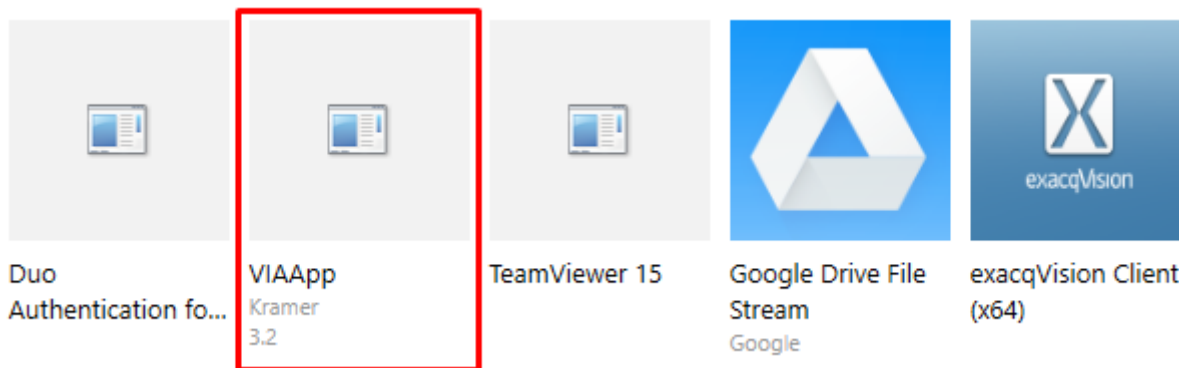 exacqVision
Duo
Authentication fo...
VIAApp
Kramer
3.2
TeamViewer 15
Google Drive File
Stream
Google
exacqVision Client
(x64)